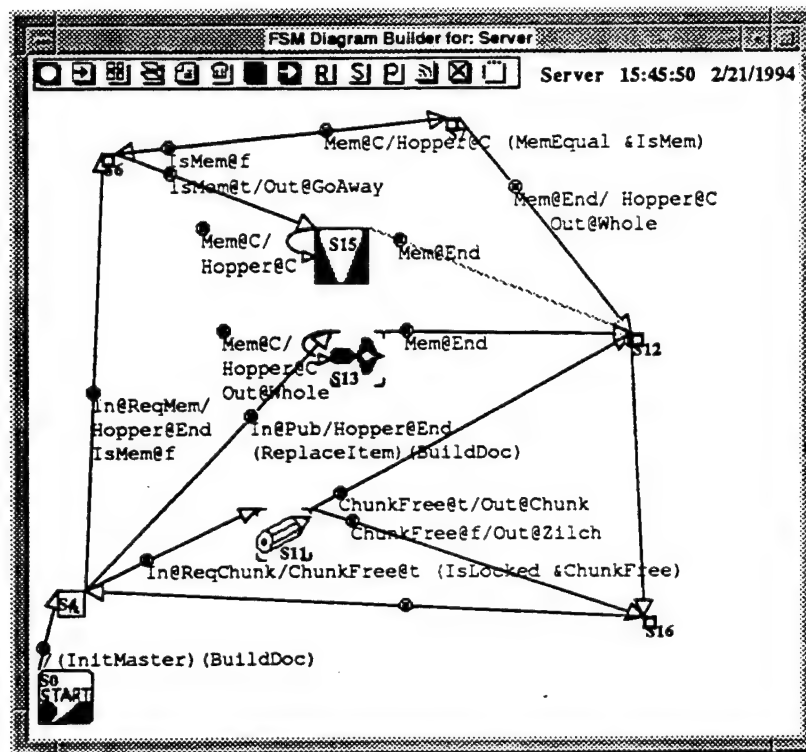 FSM Diagram Builder for: Server
R S P
Server 15:45:50 2/21/1994
S6
S7
IsMem@f
Mem@C/Hopper@C (MemEqual &IsMem)
IsMem@t/Out@GoAway
Mem@End/ Hopper@C
Out@Whole
Mem@C/
Hopper@C
S15
Mem@End
Mem@C/
Hopper@C
Out@Whole
S13
Mem@End
S12
In@ReqMem/
Hopper@End
IsMem@f
In@Pub/Hopper@End
(ReplaceItem)(BuildDoc)
ChunkFree@t/Out@Chunk
ChunkFree@f/Out@Zilch
S11
In@ReqChunk/ChunkFree@t (IsLocked &ChunkFree)
S4
S16
/(InitMaster)(BuildDoc)
S0
START